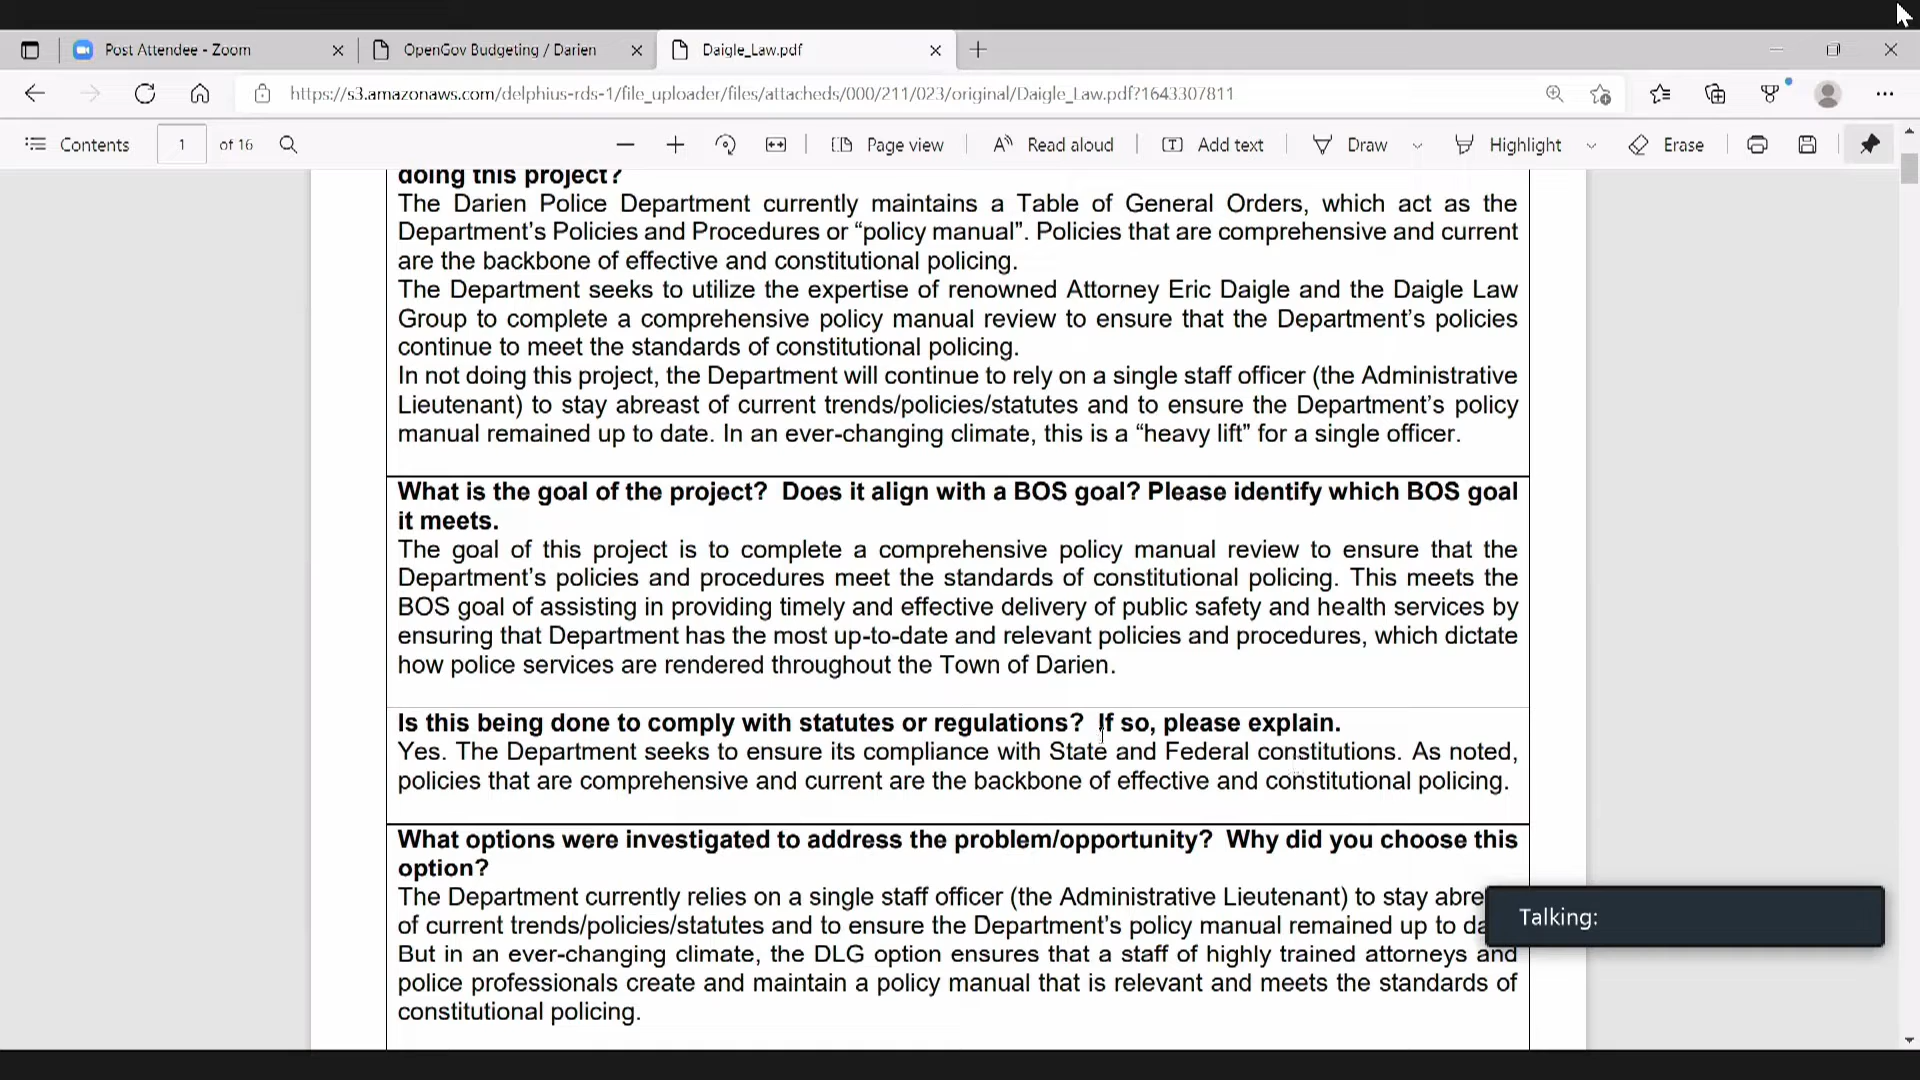 Post Attendee - Zoom
OpenGov Budgeting / Darien
Daigle_Law.pdf
https://s3.amazonaws.com/delphius-rds-1/file_uploader/files/attacheds/000/211/023/original/Daigle_Law.pdf?1643307811
Contents 1 of 16 Page view Read aloud Add text Draw Highlight Erase
doing this project?
The Darien Police Department currently maintains a Table of General Orders, which act as the
Department's Policies and Procedures or “policy manual”. Policies that are comprehensive and current
are the backbone of effective and constitutional policing.
The Department seeks to utilize the expertise of renowned Attorney Eric Daigle and the Daigle Law
Group to complete a comprehensive policy manual review to ensure that the Department's policies
continue to meet the standards of constitutional policing.
In not doing this project, the Department will continue to rely on a single staff officer (the Administrative
Lieutenant) to stay abreast of current trends/policies/statutes and to ensure the Department's policy
manual remained up to date. In an ever-changing climate, this is a “heavy lift” for a single officer.
What is the goal of the project? Does it align with a BOS goal? Please identify which BOS goal
it meets.
The goal of this project is to complete a comprehensive policy manual review to ensure that the
Department's policies and procedures meet the standards of constitutional policing. This meets the
BOS goal of assisting in providing timely and effective delivery of public safety and health services by
ensuring that Department has the most up-to-date and relevant policies and procedures, which dictate
how police services are rendered throughout the Town of Darien.
Is this being done to comply with statutes or regulations? If so, please explain.
Yes. The Department seeks to ensure its compliance with State and Federal constitutions. As noted,
policies that are comprehensive and current are the backbone of effective and constitutional policing.
What options were investigated to address the problem/opportunity? Why did you choose this
option?
The Department currently relies on a single staff officer (the Administrative Lieutenant) to stay abre
of current trends/policies/statutes and to ensure the Department's policy manual remained up to da
But in an ever-changing climate, the DLG option ensures that a staff of highly trained attorneys and
police professionals create and maintain a policy manual that is relevant and meets the standards of
constitutional policing.
Talking: